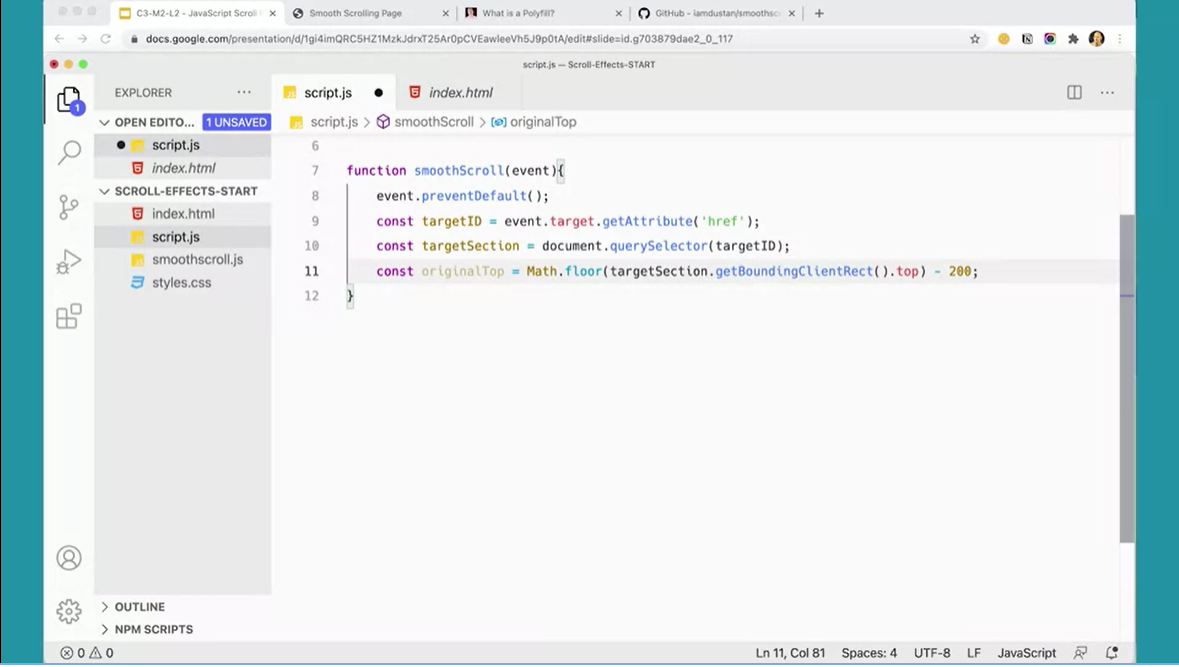 C3-M2-L2 - JavaScript Scroll
Smooth Scrolling Page
What is a Polyfill?
GitHub - iamdustan/smoothsc
docs.google.com/presentation/d/1gi4imQRC5HZ1MzkJdrxT25Ar0pCVEawleeVh5J9p0tA/edit#slide=id.g703879dae2_0_117
script.js — Scroll-Effects-START
EXPLORER
script.js
index.html
OPEN EDITO... 1 UNSAVED
script.js > smoothScroll > originalTop
script.js
index.html
SCROLL-EFFECTS-START
index.html
script.js
smoothscroll.js
styles.css
1
6
7 function smoothScroll(event){
8 event.preventDefault();
9 const targetID = event.target.getAttribute('href');
10 const targetSection = document.querySelector(targetID);
11 const originalTop = Math.floor(targetSection.getBoundingClientRect().top) - 200;
12 }
OUTLINE
NPM SCRIPTS
0 0
Ln 11, Col 81 Spaces: 4 UTF-8 LF JavaScript